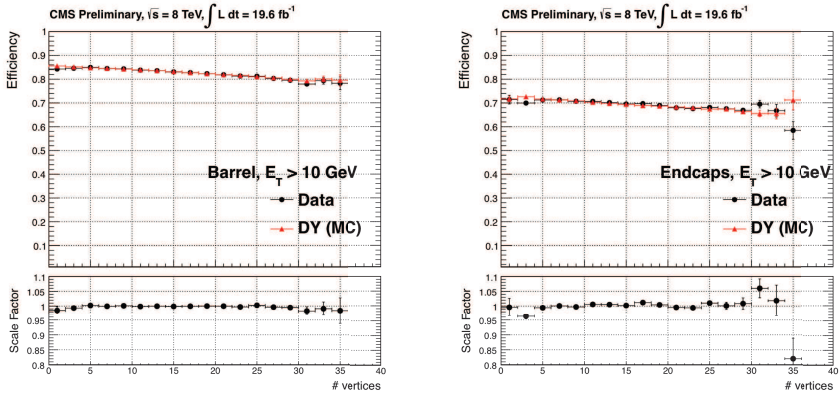 CMS Preliminary, √s = 8 TeV, ∫ L dt = 19.6 fb⁻¹
Efficiency
1
0.9
0.8
0.7
0.6
0.5
0.4
0.3
0.2
0.1
Barrel, E_T > 10 GeV
Data
DY (MC)
Scale Factor
1.1
1.05
1
0.95
0.9
0.85
0.8
0 5 10 15 20 25 30 35 40
# vertices
CMS Preliminary, √s = 8 TeV, ∫ L dt = 19.6 fb⁻¹
Efficiency
1
0.9
0.8
0.7
0.6
0.5
0.4
0.3
0.2
0.1
Endcaps, E_T > 10 GeV
Data
DY (MC)
Scale Factor
1.1
1.05
1
0.95
0.9
0.85
0.8
0 5 10 15 20 25 30 35 40
# vertices